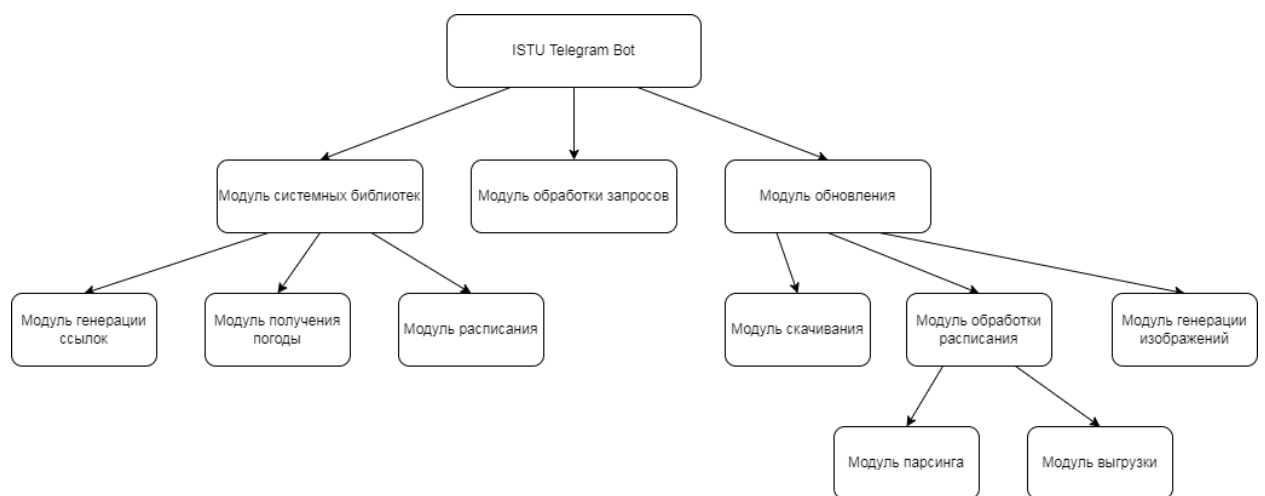 ISTU Telegram Bot
Модуль системных библиотек
Модуль обработки запросов
Модуль обновления
Модуль генерации
ссылок
Модуль получения
погоды
Модуль расписания
Модуль скачивания
Модуль обработки
расписания
Модуль генерации
изображений
Модуль парсинга
Модуль выгрузки